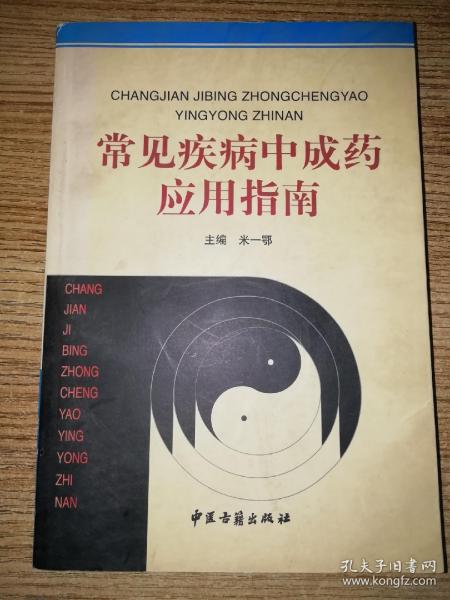 CHANGJIAN JIBING ZHONGCHENGYAO
YINGYONG ZHINAN
常见疾病中成药
应用指南
主编 米一鄂
CHANG
JIAN
JI
BING
ZHONG
CHENG
YAO
YING
YONG
ZHI
NAN
中医古籍出版社
孔夫子旧书网
www.kongfz.com